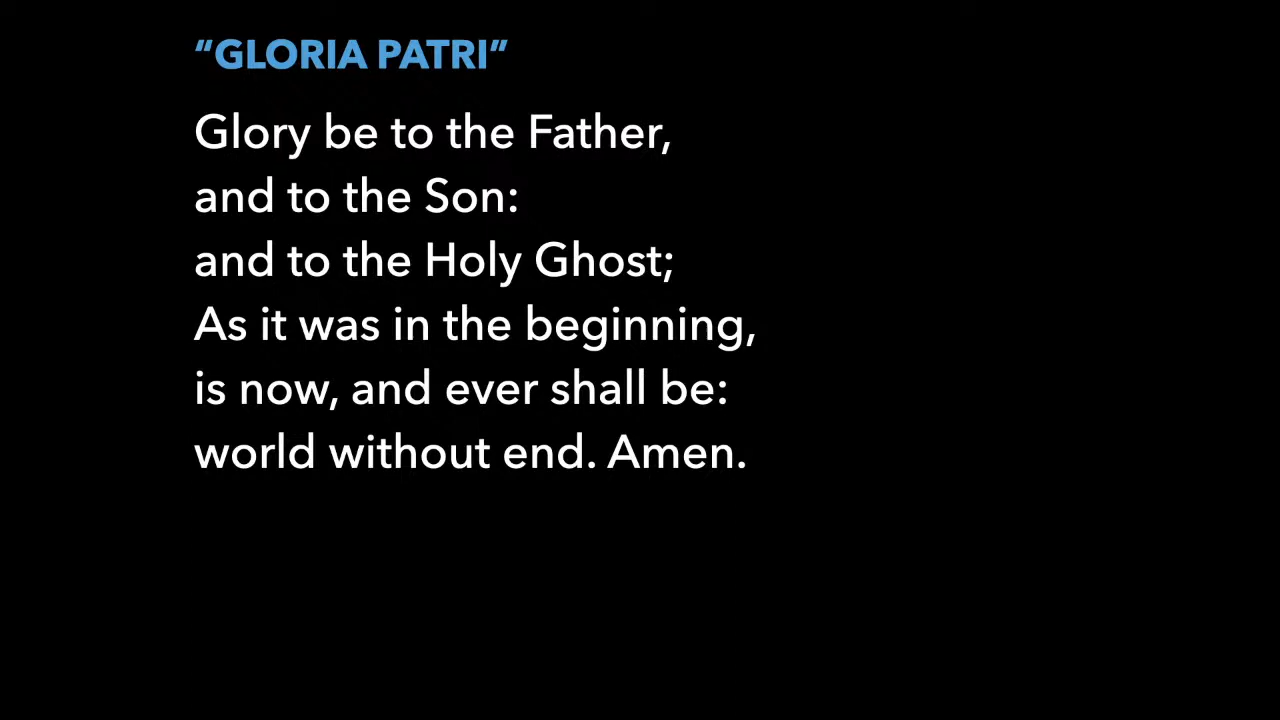 “GLORIA PATRI”
Glory be to the Father,
and to the Son:
and to the Holy Ghost;
As it was in the beginning,
is now, and ever shall be:
world without end. Amen.